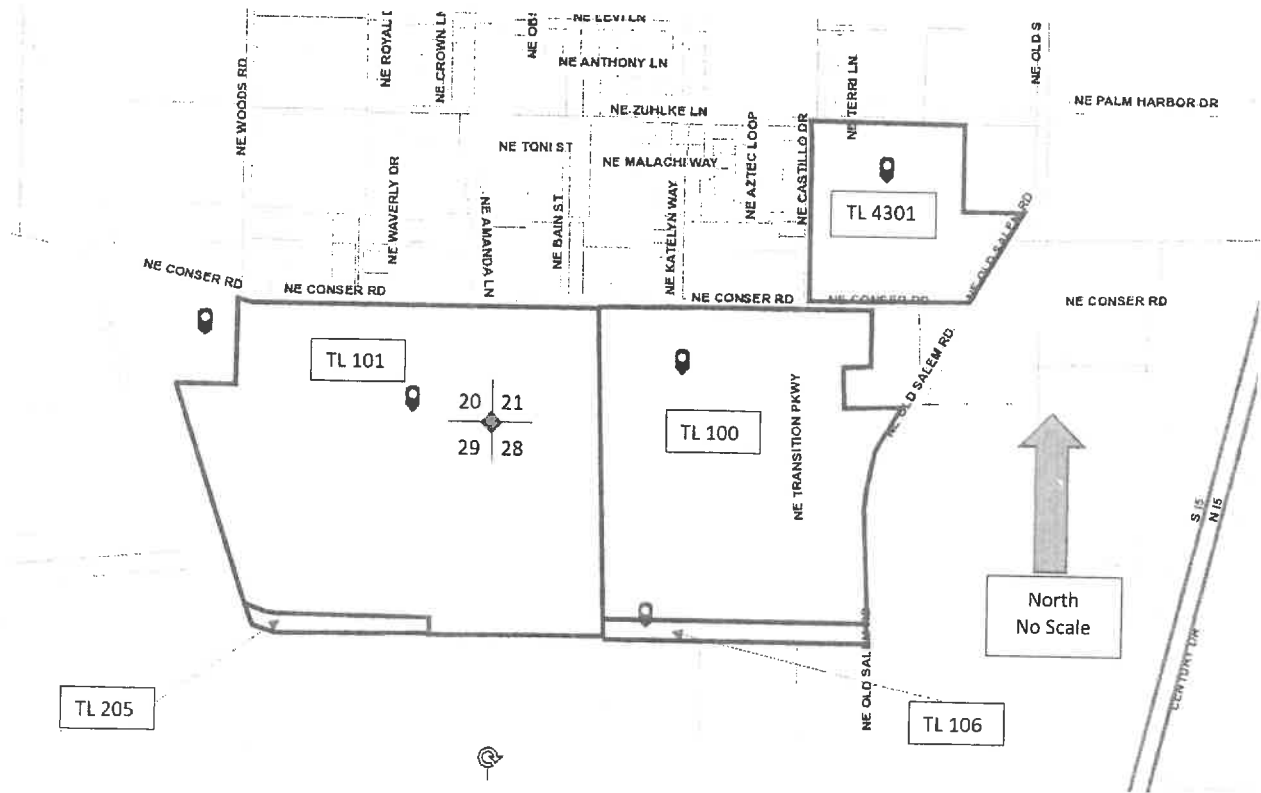 NE LEVI LN
NE ROYAL D
NE CROWN LN
NE OB
NE OLD S
NE ANTHONY LN
NE TERRI LN
NE WOODS RD
NE ZUHLKE LN
NE PALM HARBOR DR
NE TONI ST
NE MALACHI WAY
NE AZTEC LOOP
NE CASTILLO DR
NE WAVERLY DR
NE AMANDA LN
NE BAIN ST
NE KATELYN WAY
TL 4301
NE OLD SALEM RD
NE CONSER RD
NE CONSER RD
NE CONSER RD
NE CONSER RD
NE CONSER RD
TL 101
20 21
29 28
TL 100
NE TRANSITION PKWY
NE OLD SALEM RD.
S I5
N I5
North
No Scale
CENTURY DR
NE OLD SAL
TL 205
TL 106